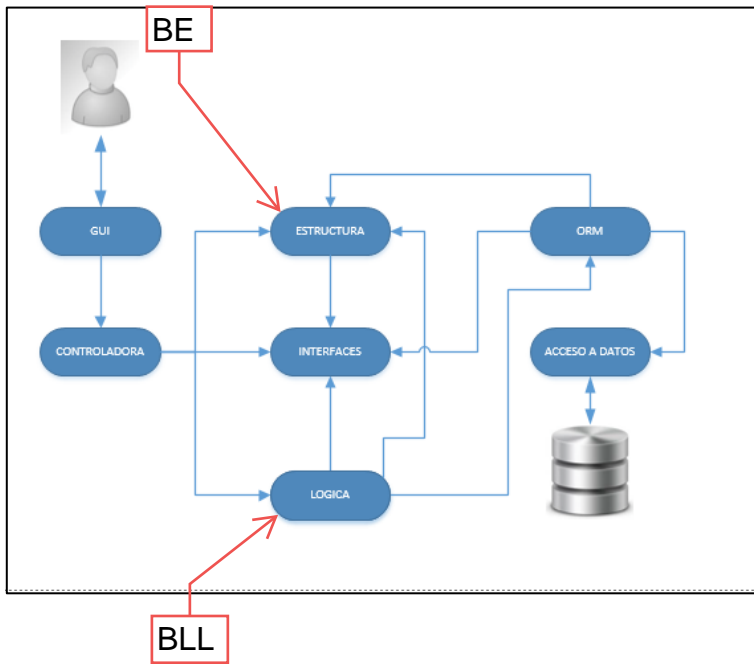 BE
GUI
ESTRUCTURA
ORM
CONTROLADORA
INTERFACES
ACCESO A DATOS
LOGICA
BLL